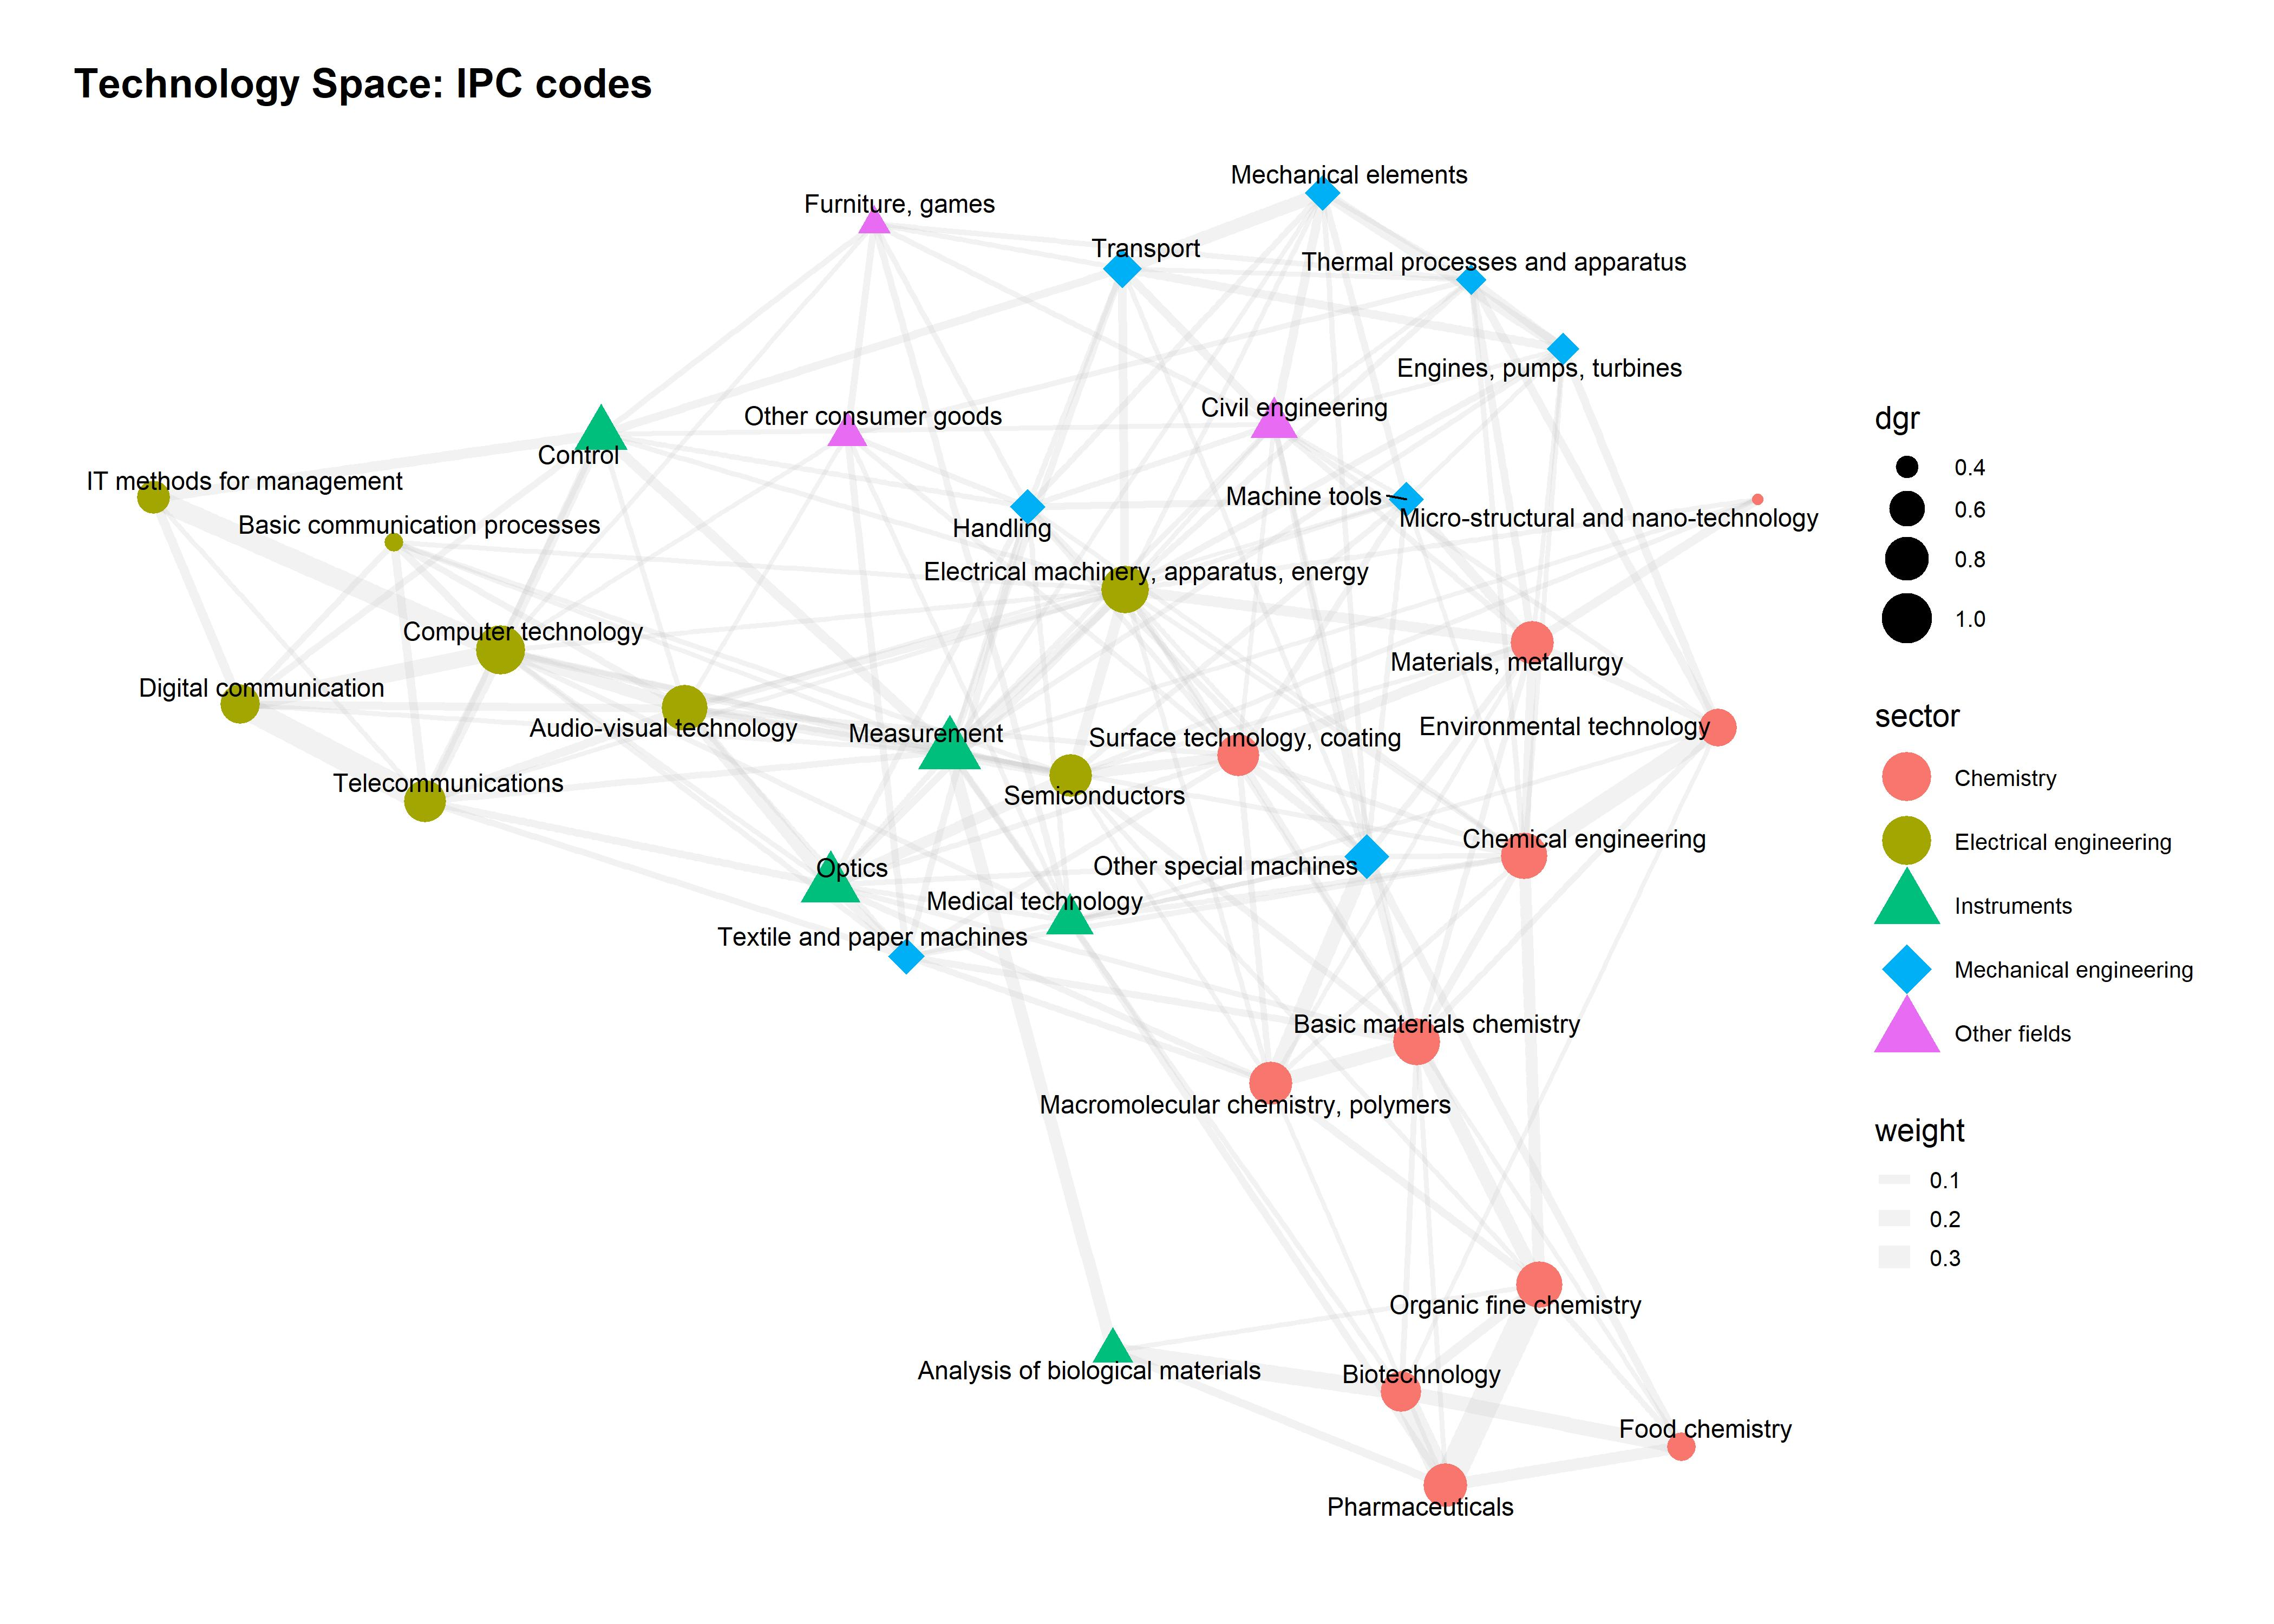 Technology Space: IPC codes
Mechanical elements
Furniture, games
Transport
Thermal processes and apparatus
Engines, pumps, turbines
Other consumer goods
Civil engineering
Control
IT methods for management
Machine tools
Basic communication processes
Handling
Micro-structural and nano-technology
Electrical machinery, apparatus, energy
Computer technology
Materials, metallurgy
Digital communication
Audio-visual technology
Measurement
Surface technology, coating
Environmental technology
Telecommunications
Semiconductors
Optics
Other special machines
Chemical engineering
Medical technology
Textile and paper machines
Basic materials chemistry
Macromolecular chemistry, polymers
Organic fine chemistry
Analysis of biological materials
Biotechnology
Food chemistry
Pharmaceuticals
dgr
0.4
0.6
0.8
1.0
sector
Chemistry
Electrical engineering
Instruments
Mechanical engineering
Other fields
weight
0.1
0.2
0.3